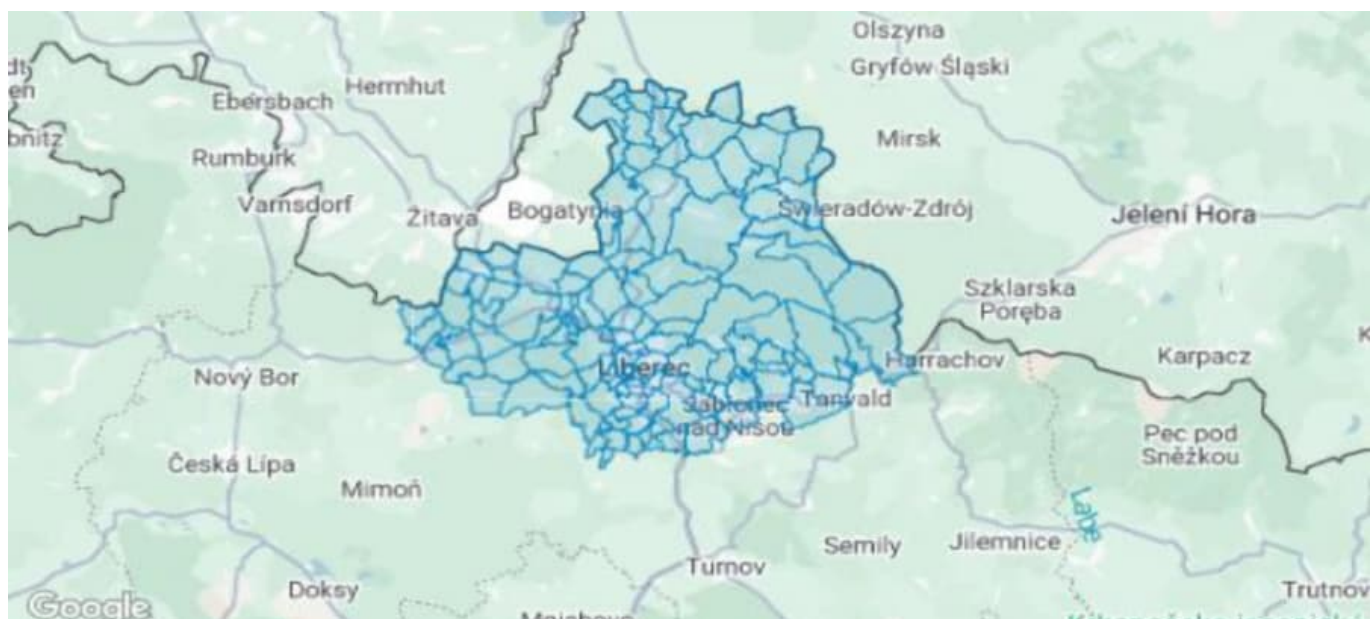 Olszyna
Gryfów Śląski
Herrnhut
Ebersbach
Mirsk
Rumburk
Varnsdorf
Žitava
Bogatynia
Świeradów-Zdrój
Jelení Hora
Szklarska
Poręba
Karpacz
Harrachov
Liberec
Nový Bor
Tanvald
Jablonec
nad Nisou
Pec pod
Sněžkou
Česká Lípa
Mimoň
Labe
Semily
Jilemnice
Turnov
Doksy
Trutnov
Google